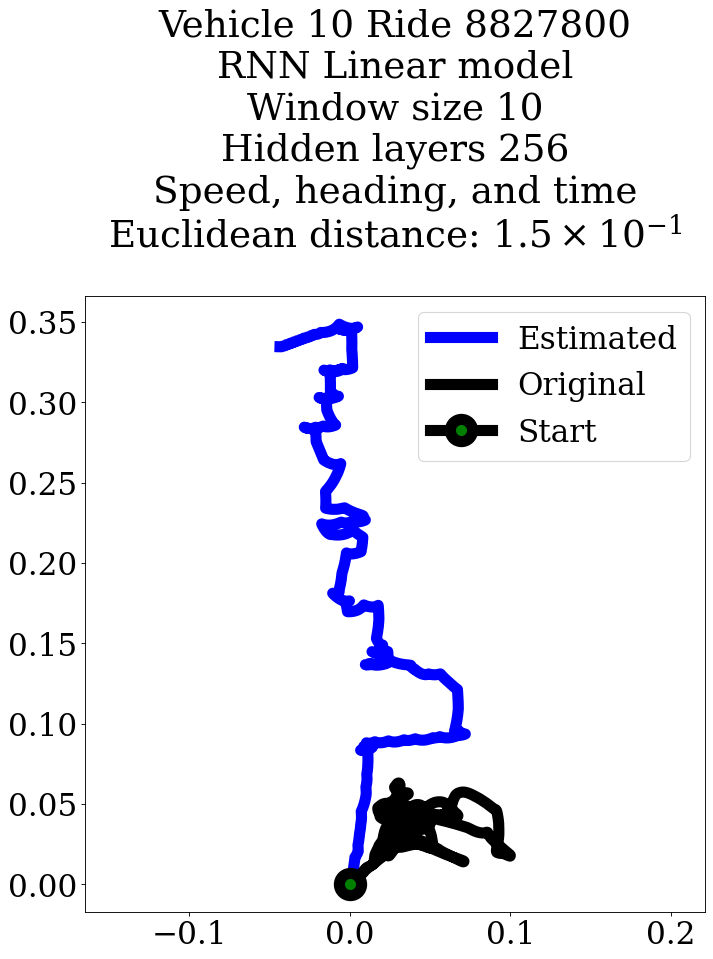 Vehicle 10 Ride 8827800
RNN Linear model
Window size 10
Hidden layers 256
Speed, heading, and time
Euclidean distance: 1.5 × 10⁻¹
Estimated
Original
Start
0.35
0.30
0.25
0.20
0.15
0.10
0.05
0.00
−0.1 0.0 0.1 0.2